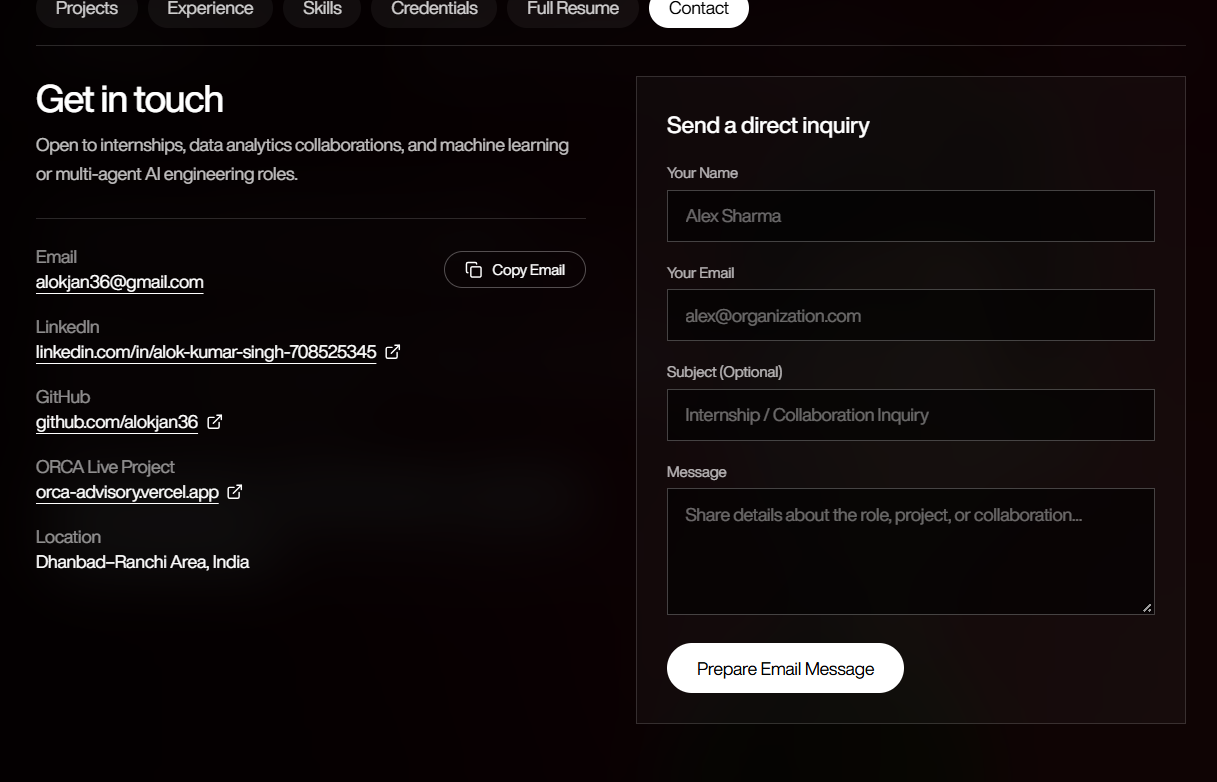 Projects
Experience
Skills
Credentials
Full Resume
Contact
Get in touch
Open to internships, data analytics collaborations, and machine learning
or multi-agent AI engineering roles.
Email
alokjan36@gmail.com
Copy Email
LinkedIn
linkedin.com/in/alok-kumar-singh-708525345
GitHub
github.com/alokjan36
ORCA Live Project
orca-advisory.vercel.app
Location
Dhanbad–Ranchi Area, India
Send a direct inquiry
Your Name
Alex Sharma
Your Email
alex@organization.com
Subject (Optional)
Internship / Collaboration Inquiry
Message
Share details about the role, project, or collaboration...
Prepare Email Message